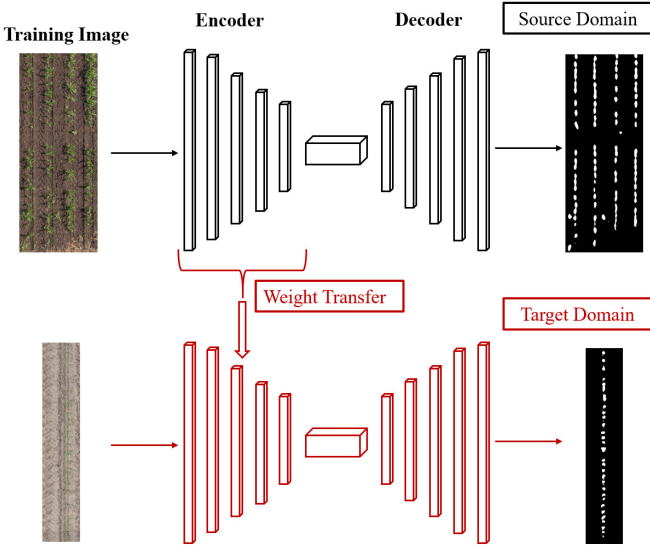 Encoder
Decoder
Source Domain
Training Image
Weight Transfer
Target Domain